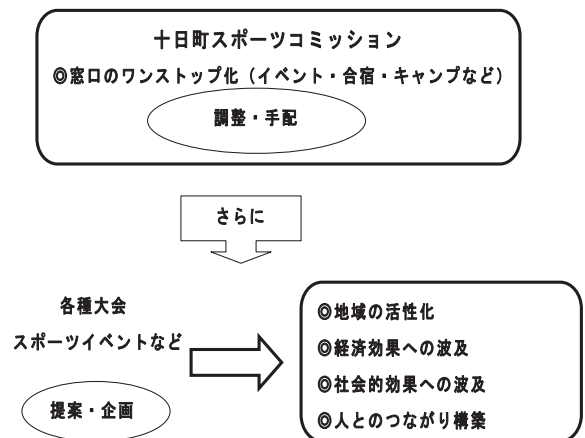 十日町スポーツコミッション
◎窓口のワンストップ化（イベント・合宿・キャンプなど）
調整・手配
さらに
各種大会
スポーツイベントなど
提案・企画
◎地域の活性化
◎経済効果への波及
◎社会的効果への波及
◎人とのつながり構築